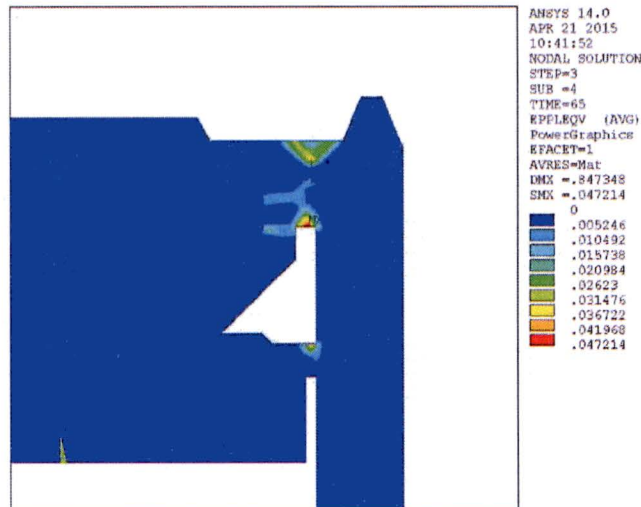 ANSYS 14.0
APR 21 2015
10:41:52
NODAL SOLUTION
STEP=3
SUB =4
TIME=65
EPPLEQV (AVG)
PowerGraphics
EFACET=1
AVRES=Mat
DMX =.847348
SMX =.047214
0
.005246
.010492
.015738
.020984
.02623
.031476
.036722
.041968
.047214